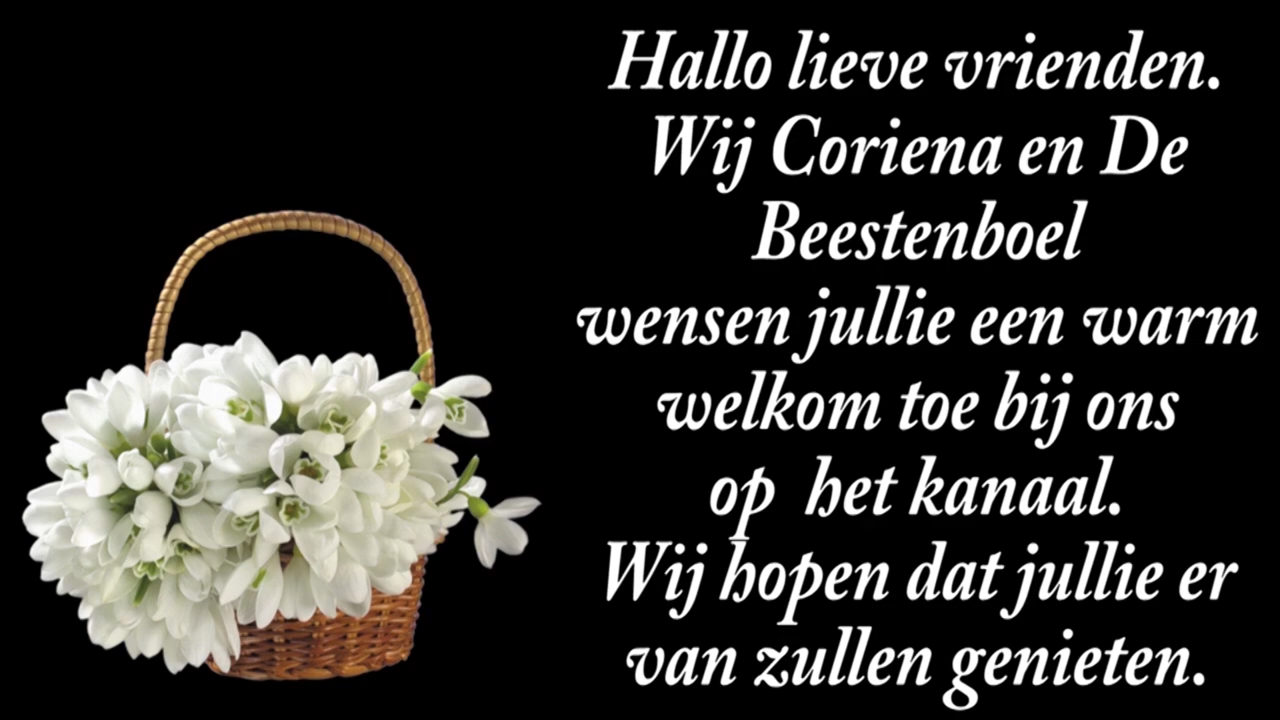 Hallo lieve vrienden.
Wij Coriena en De
Beestenboel
wensen jullie een warm
welkom toe bij ons
op het kanaal.
Wij hopen dat jullie er
van zullen genieten.